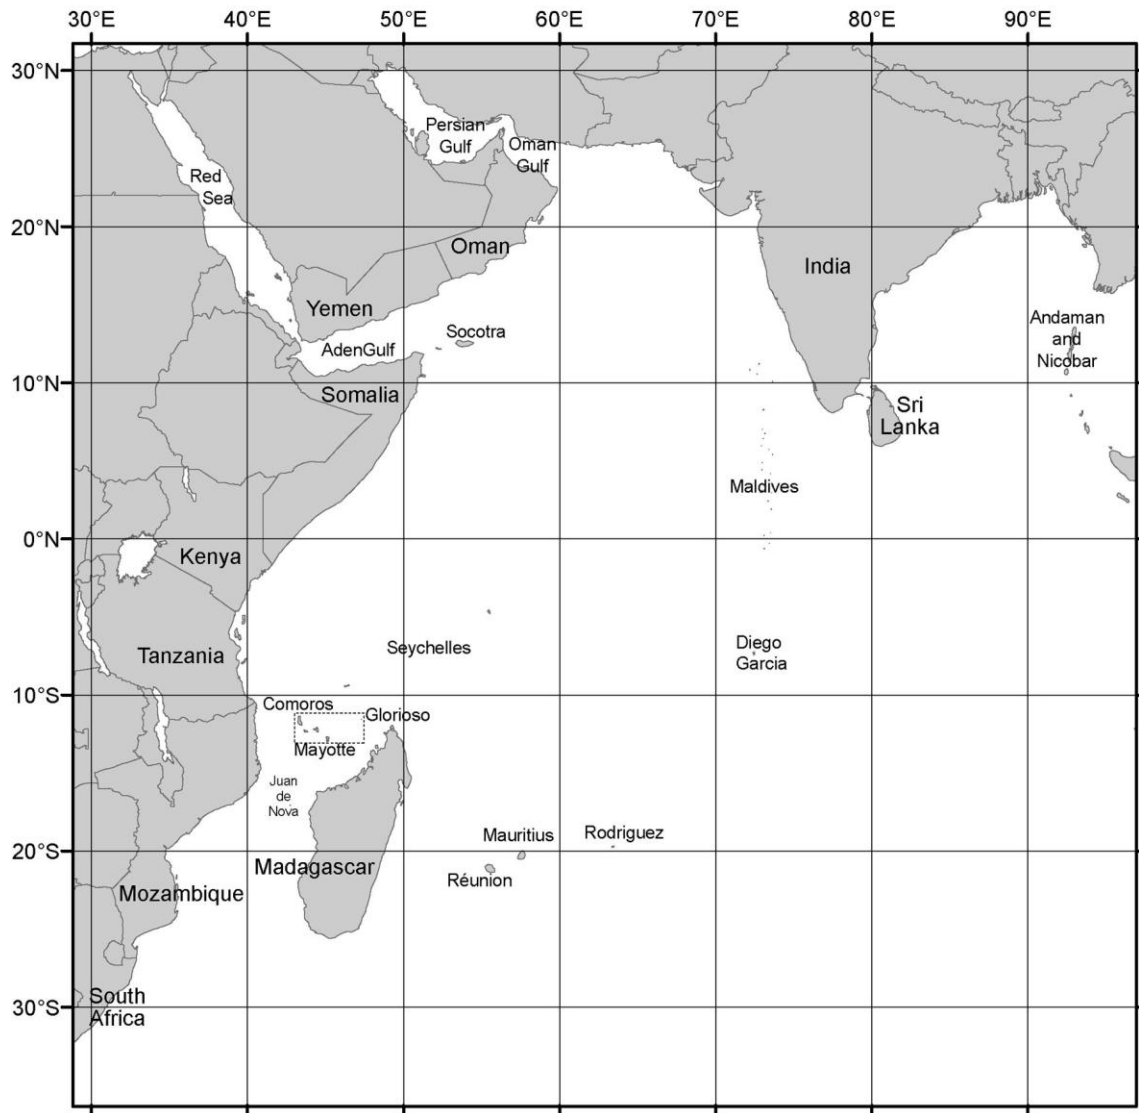 30°E 40°E 50°E 60°E 70°E 80°E 90°E
30°N
Persian
Gulf
Oman
Gulf
Red
Sea
20°N
Oman
India
Yemen
Socotra
Andaman
and
Nicobar
AdenGulf
10°N
Somalia
Sri
Lanka
Maldives
0°N
Kenya
Seychelles
Diego
Garcia
Tanzania
10°S
Comoros
Glorioso
Mayotte
Juan
de
Nova
Mauritius
Rodriguez
20°S
Madagascar
Réunion
Mozambique
30°S
South
Africa